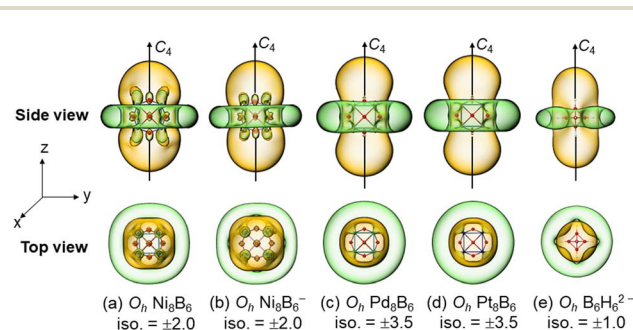 C₄ C₄ C₄ C₄ C₄
Side view
z
y
x
Top view
(a) Oₕ Ni₈B₆ (b) Oₕ Ni₈B₆⁻ (c) Oₕ Pd₈B₆ (d) Oₕ Pt₈B₆ (e) Oₕ B₆H₆²⁻
iso. = ±2.0 iso. = ±2.0 iso. = ±3.5 iso. = ±3.5 iso. = ±1.0